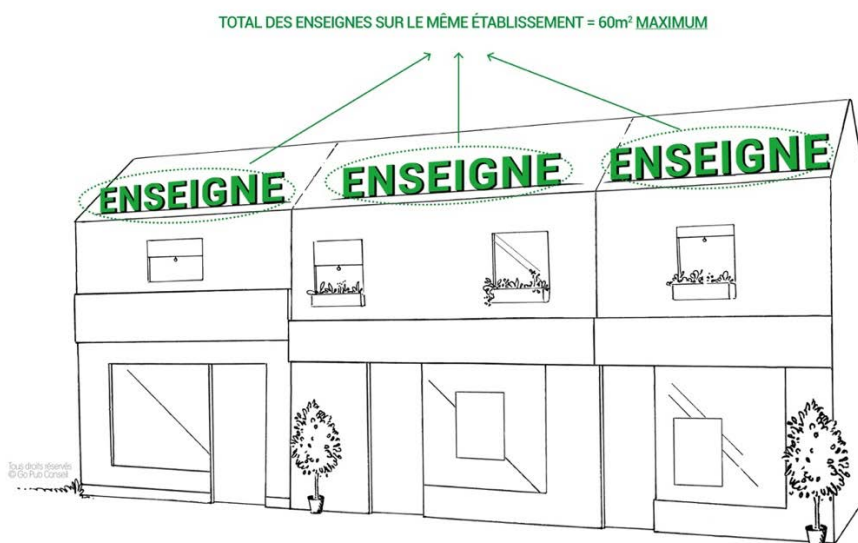 TOTAL DES ENSEIGNES SUR LE MÊME ÉTABLISSEMENT = 60m² MAXIMUM
ENSEIGNE ENSEIGNE ENSEIGNE
Tous droits réservés
© Go Pub Conseil